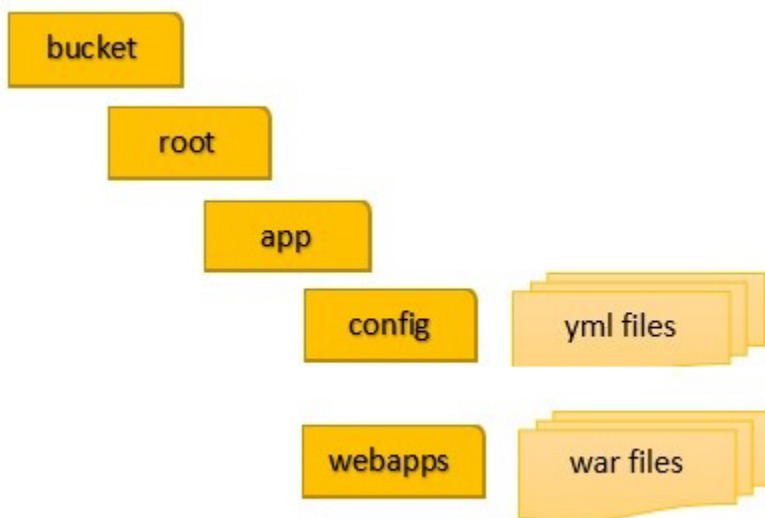 bucket
root
app
config
yml files
webapps
war files